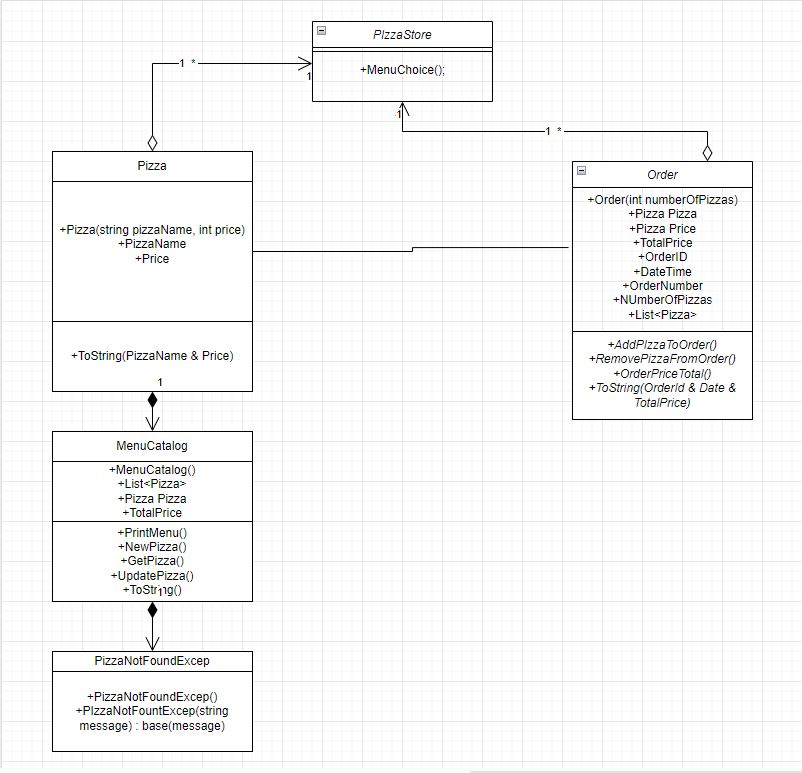 PIzzaStore
+MenuChoice();
1 *
1
1
1 *
Pizza
+Pizza(string pizzaName, int price)
+PizzaName
+Price
+ToString(PizzaName & Price)
1
Order
+Order(int numberOfPizzas)
+Pizza Pizza
+Pizza Price
+TotalPrice
+OrderID
+DateTime
+OrderNumber
+NUmberOfPizzas
+List<Pizza>
+AddPIzzaToOrder()
+RemovePizzaFromOrder()
+OrderPriceTotal()
+ToString(OrderId & Date &
TotalPrice)
MenuCatalog
+MenuCatalog()
+List<Pizza>
+Pizza Pizza
+TotalPrice
+PrintMenu()
+NewPizza()
+GetPizza()
+UpdatePizza()
+ToString()
1
PizzaNotFoundExcep
+PizzaNotFoundExcep()
+PIzzaNotFountExcep(string
message) : base(message)